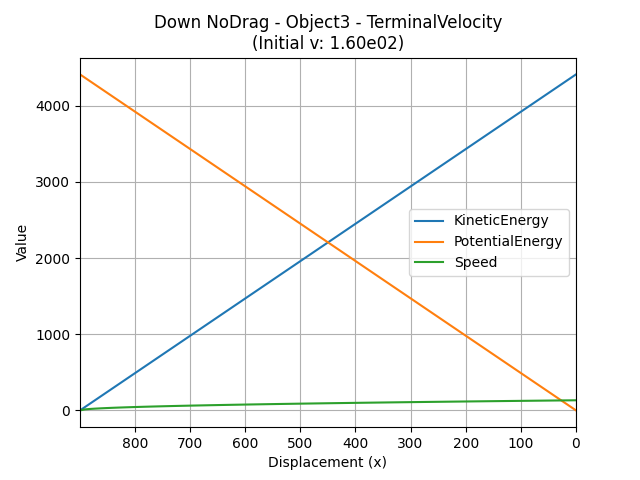 Down NoDrag - Object3 - TerminalVelocity
(Initial v: 1.60e02)
Value
4000
3000
2000
1000
0
KineticEnergy
PotentialEnergy
Speed
800 700 600 500 400 300 200 100 0
Displacement (x)